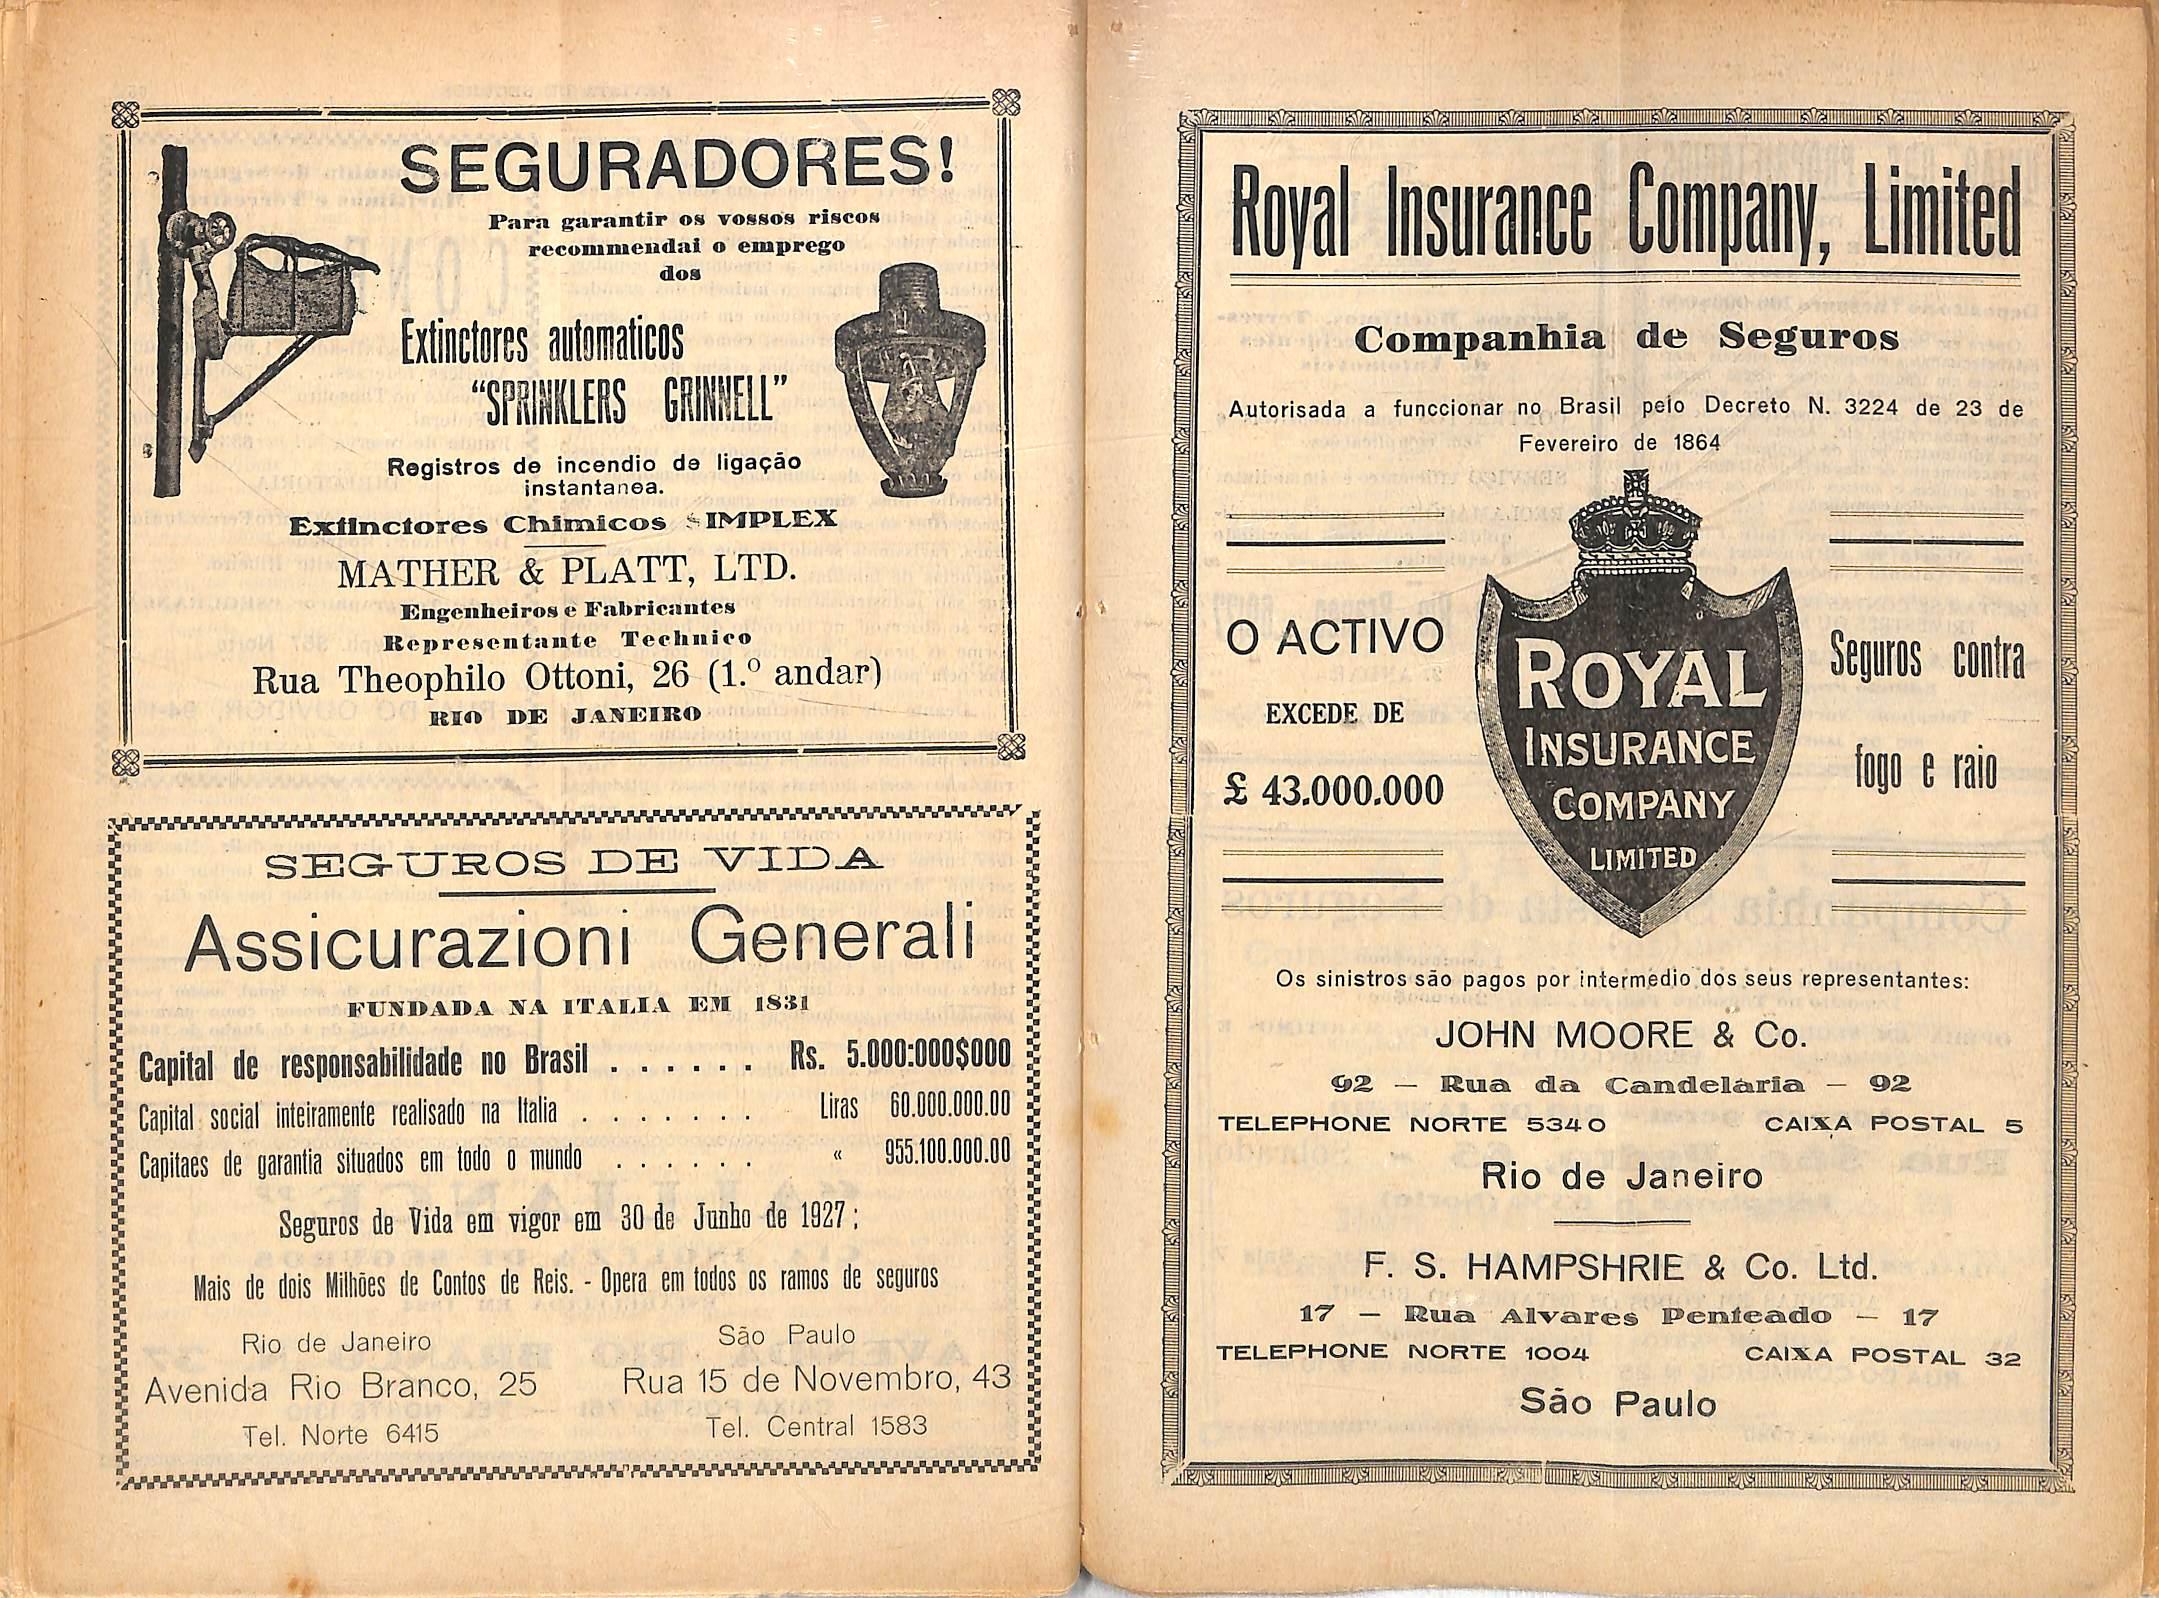 SEGURADORES!
Para garantir os vossos riscos
recommendai o emprego
dos
Extinctores automaticos
"SPRINKLERS GRINNELL"
Registros de incendio de ligação
instantanea.
Extinctores Chimicos SIMPLEX
MATHER & PLATT, LTD.
Engenheiros e Fabricantes
Representante Technico
Rua Theophilo Ottoni, 26 (1.º andar)
RIO DE JANEIRO
SEGUROS DE VIDA
Assicurazioni Generali
FUNDADA NA ITALIA EM 1831
Capital de responsabilidade no Brasil . . . . . . Rs. 5.000:000$000
Capital social inteiramente realisado na Italia . . . . . . . Liras 60.000.000.00
Capitaes de garantia situados em todo o mundo . . . . . . « 955.100.000.00
Seguros de Vida em vigor em 30 de Junho de 1927;
Mais de dois Milhões de Contos de Reis. - Opera em todos os ramos de seguros
Rio de Janeiro
Avenida Rio Branco, 25
Tel. Norte 6415
São Paulo
Rua 15 de Novembro, 43
Tel. Central 1583
Royal Insurance Company, Limited
Companhia de Seguros
Autorisada a funccionar no Brasil pelo Decreto N. 3224 de 23 de
Fevereiro de 1864
O ACTIVO
EXCEDE DE
£ 43.000.000
ROYAL
INSURANCE
COMPANY
LIMITED
Seguros contra
fogo e raio
Os sinistros são pagos por intermedio dos seus representantes:
JOHN MOORE & Co.
92 — Rua da Candelaria — 92
TELEPHONE NORTE 5340 CAIXA POSTAL 5
Rio de Janeiro
F. S. HAMPSHRIE & Co. Ltd.
17 — Rua Alvares Penteado — 17
TELEPHONE NORTE 1004 CAIXA POSTAL 32
São Paulo